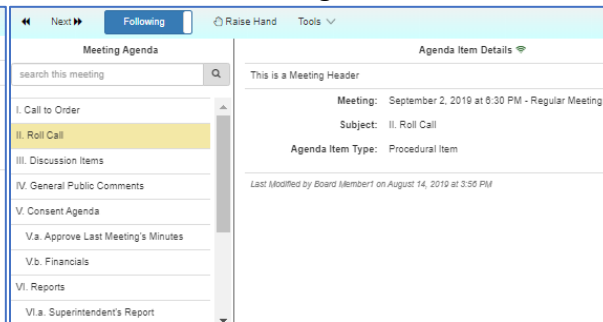 Next Following Raise Hand Tools
Meeting Agenda
search this meeting
I. Call to Order
II. Roll Call
III. Discussion Items
IV. General Public Comments
V. Consent Agenda
V.a. Approve Last Meeting's Minutes
V.b. Financials
VI. Reports
VI.a. Superintendent's Report
Agenda Item Details
This is a Meeting Header
Meeting: September 2, 2019 at 6:30 PM - Regular Meeting
Subject: II. Roll Call
Agenda Item Type: Procedural Item
Last Modified by Board Member1 on August 14, 2019 at 3:56 PM